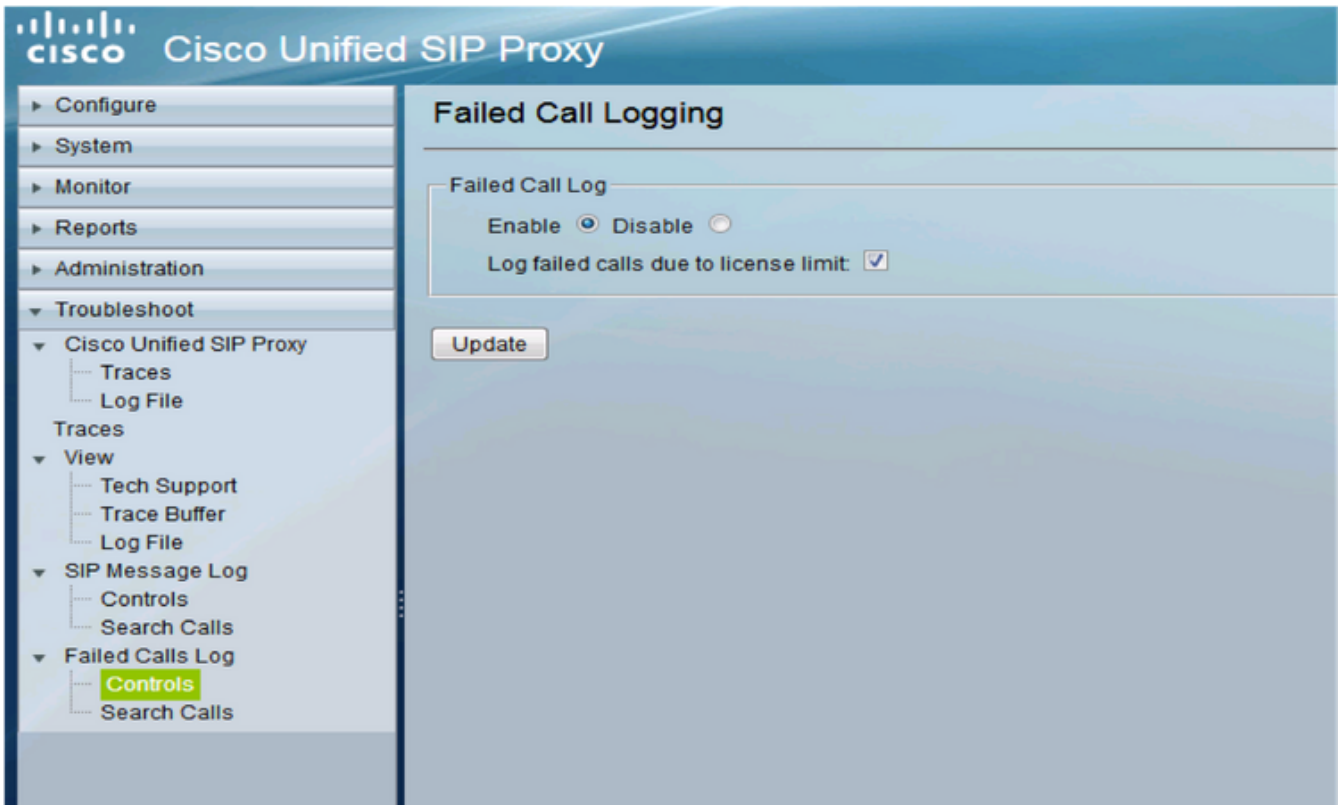 CISCO Cisco Unified SIP Proxy
Configure
System
Monitor
Reports
Administration
Troubleshoot
Cisco Unified SIP Proxy
Traces
Log File
Traces
View
Tech Support
Trace Buffer
Log File
SIP Message Log
Controls
Search Calls
Failed Calls Log
Controls
Search Calls
Failed Call Logging
Failed Call Log
Enable Disable
Log failed calls due to license limit:
Update